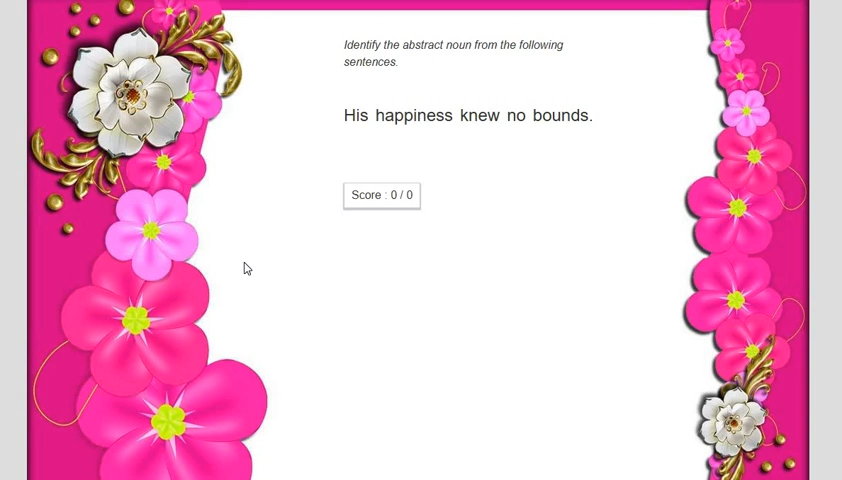 Identify the abstract noun from the following
sentences.
His happiness knew no bounds.
Score : 0 / 0